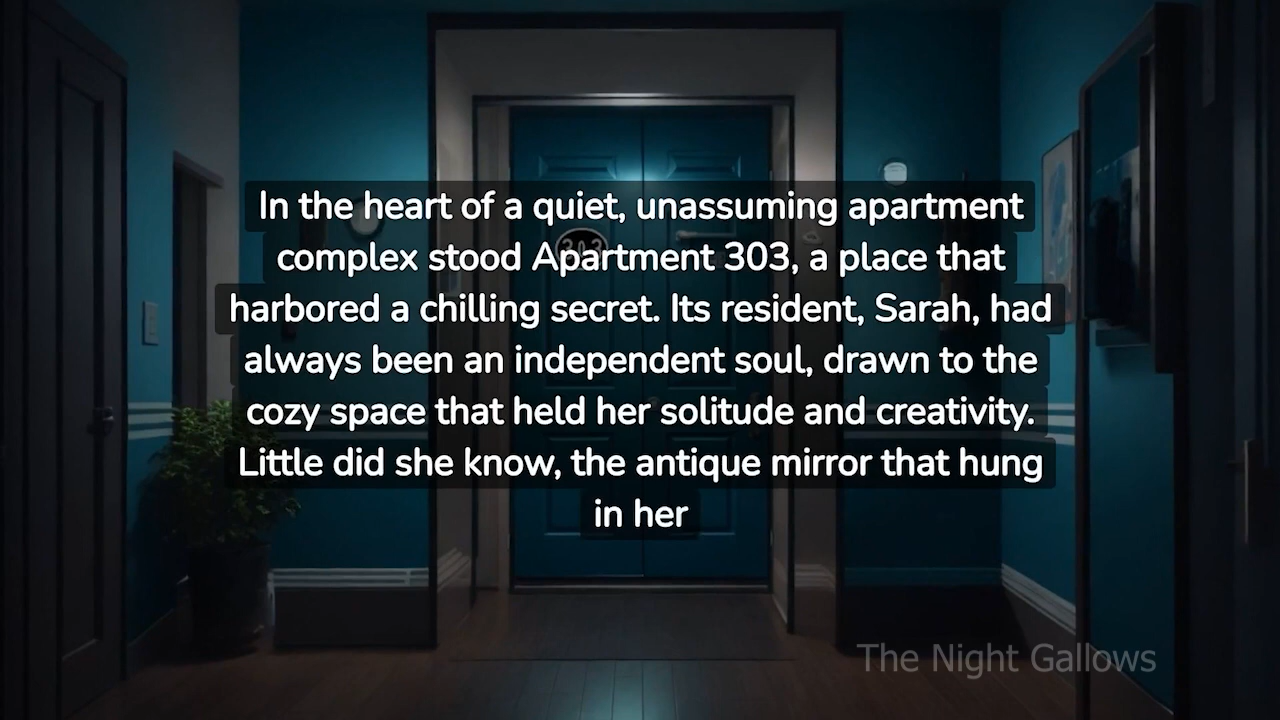 In the heart of a quiet, unassuming apartment
complex stood Apartment 303, a place that
harbored a chilling secret. Its resident, Sarah, had
always been an independent soul, drawn to the
cozy space that held her solitude and creativity.
Little did she know, the antique mirror that hung
in her
303
The Night Gallows